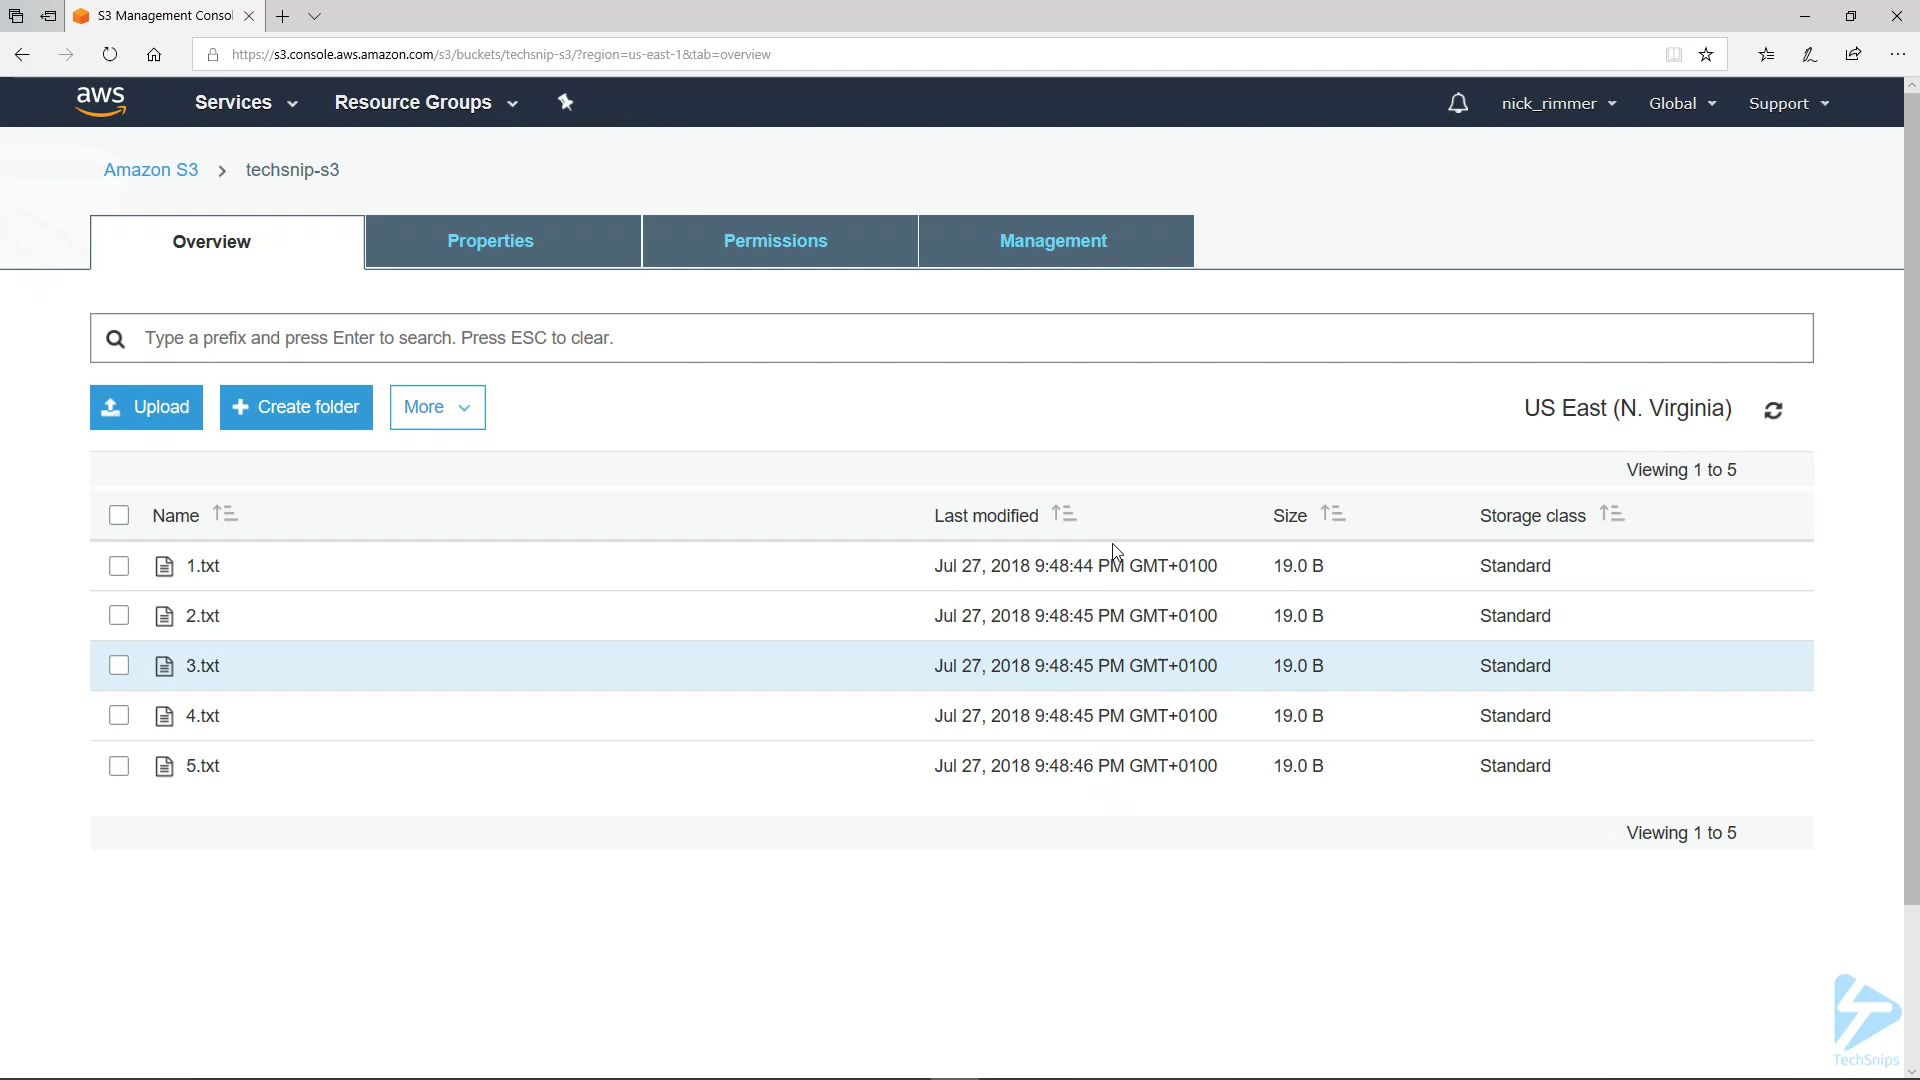 S3 Management Consol
https://s3.console.aws.amazon.com/s3/buckets/techsnip-s3/?region=us-east-1&tab=overview
aws Services Resource Groups nick_rimmer Global Support
Amazon S3 > techsnip-s3
Overview Properties Permissions Management
Type a prefix and press Enter to search. Press ESC to clear.
Upload Create folder More US East (N. Virginia)
Viewing 1 to 5
Name Last modified Size Storage class
1.txt Jul 27, 2018 9:48:44 PM GMT+0100 19.0 B Standard
2.txt Jul 27, 2018 9:48:45 PM GMT+0100 19.0 B Standard
3.txt Jul 27, 2018 9:48:45 PM GMT+0100 19.0 B Standard
4.txt Jul 27, 2018 9:48:45 PM GMT+0100 19.0 B Standard
5.txt Jul 27, 2018 9:48:46 PM GMT+0100 19.0 B Standard
Viewing 1 to 5
TechSnips